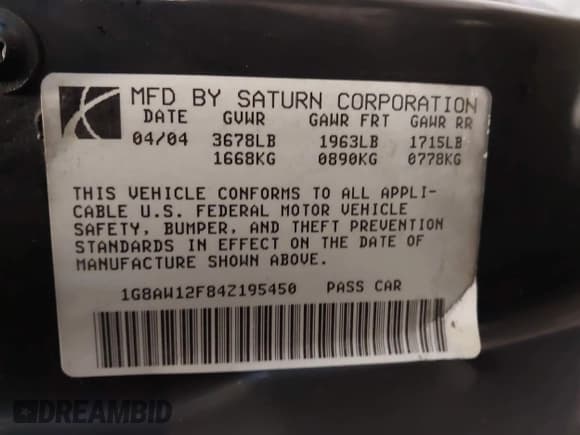 MFD BY SATURN CORPORATION
DATE GVWR GAWR FRT GAWR RR
04/04 3678LB 1963LB 1715LB
1668KG 0890KG 0778KG
THIS VEHICLE CONFORMS TO ALL APPLI-
CABLE U.S. FEDERAL MOTOR VEHICLE
SAFETY, BUMPER, AND THEFT PREVENTION
STANDARDS IN EFFECT ON THE DATE OF
MANUFACTURE SHOWN ABOVE.
1G8AW12F84Z195450 PASS CAR
DREAMBID